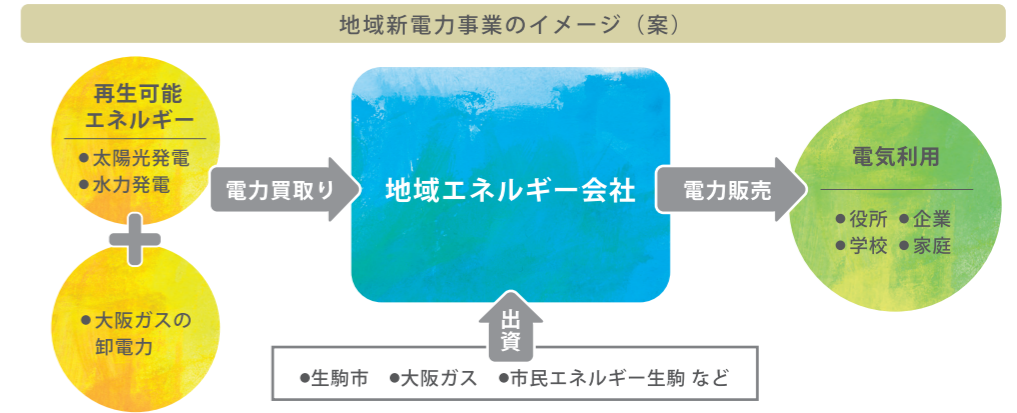 地域新電力事業のイメージ（案）
再生可能
エネルギー
●太陽光発電
●水力発電
●大阪ガスの
卸電力
電力買取り
地域エネルギー会社
電力販売
電気利用
●役所 ●企業
●学校 ●家庭
出資
●生駒市 ●大阪ガス ●市民エネルギー生駒 など